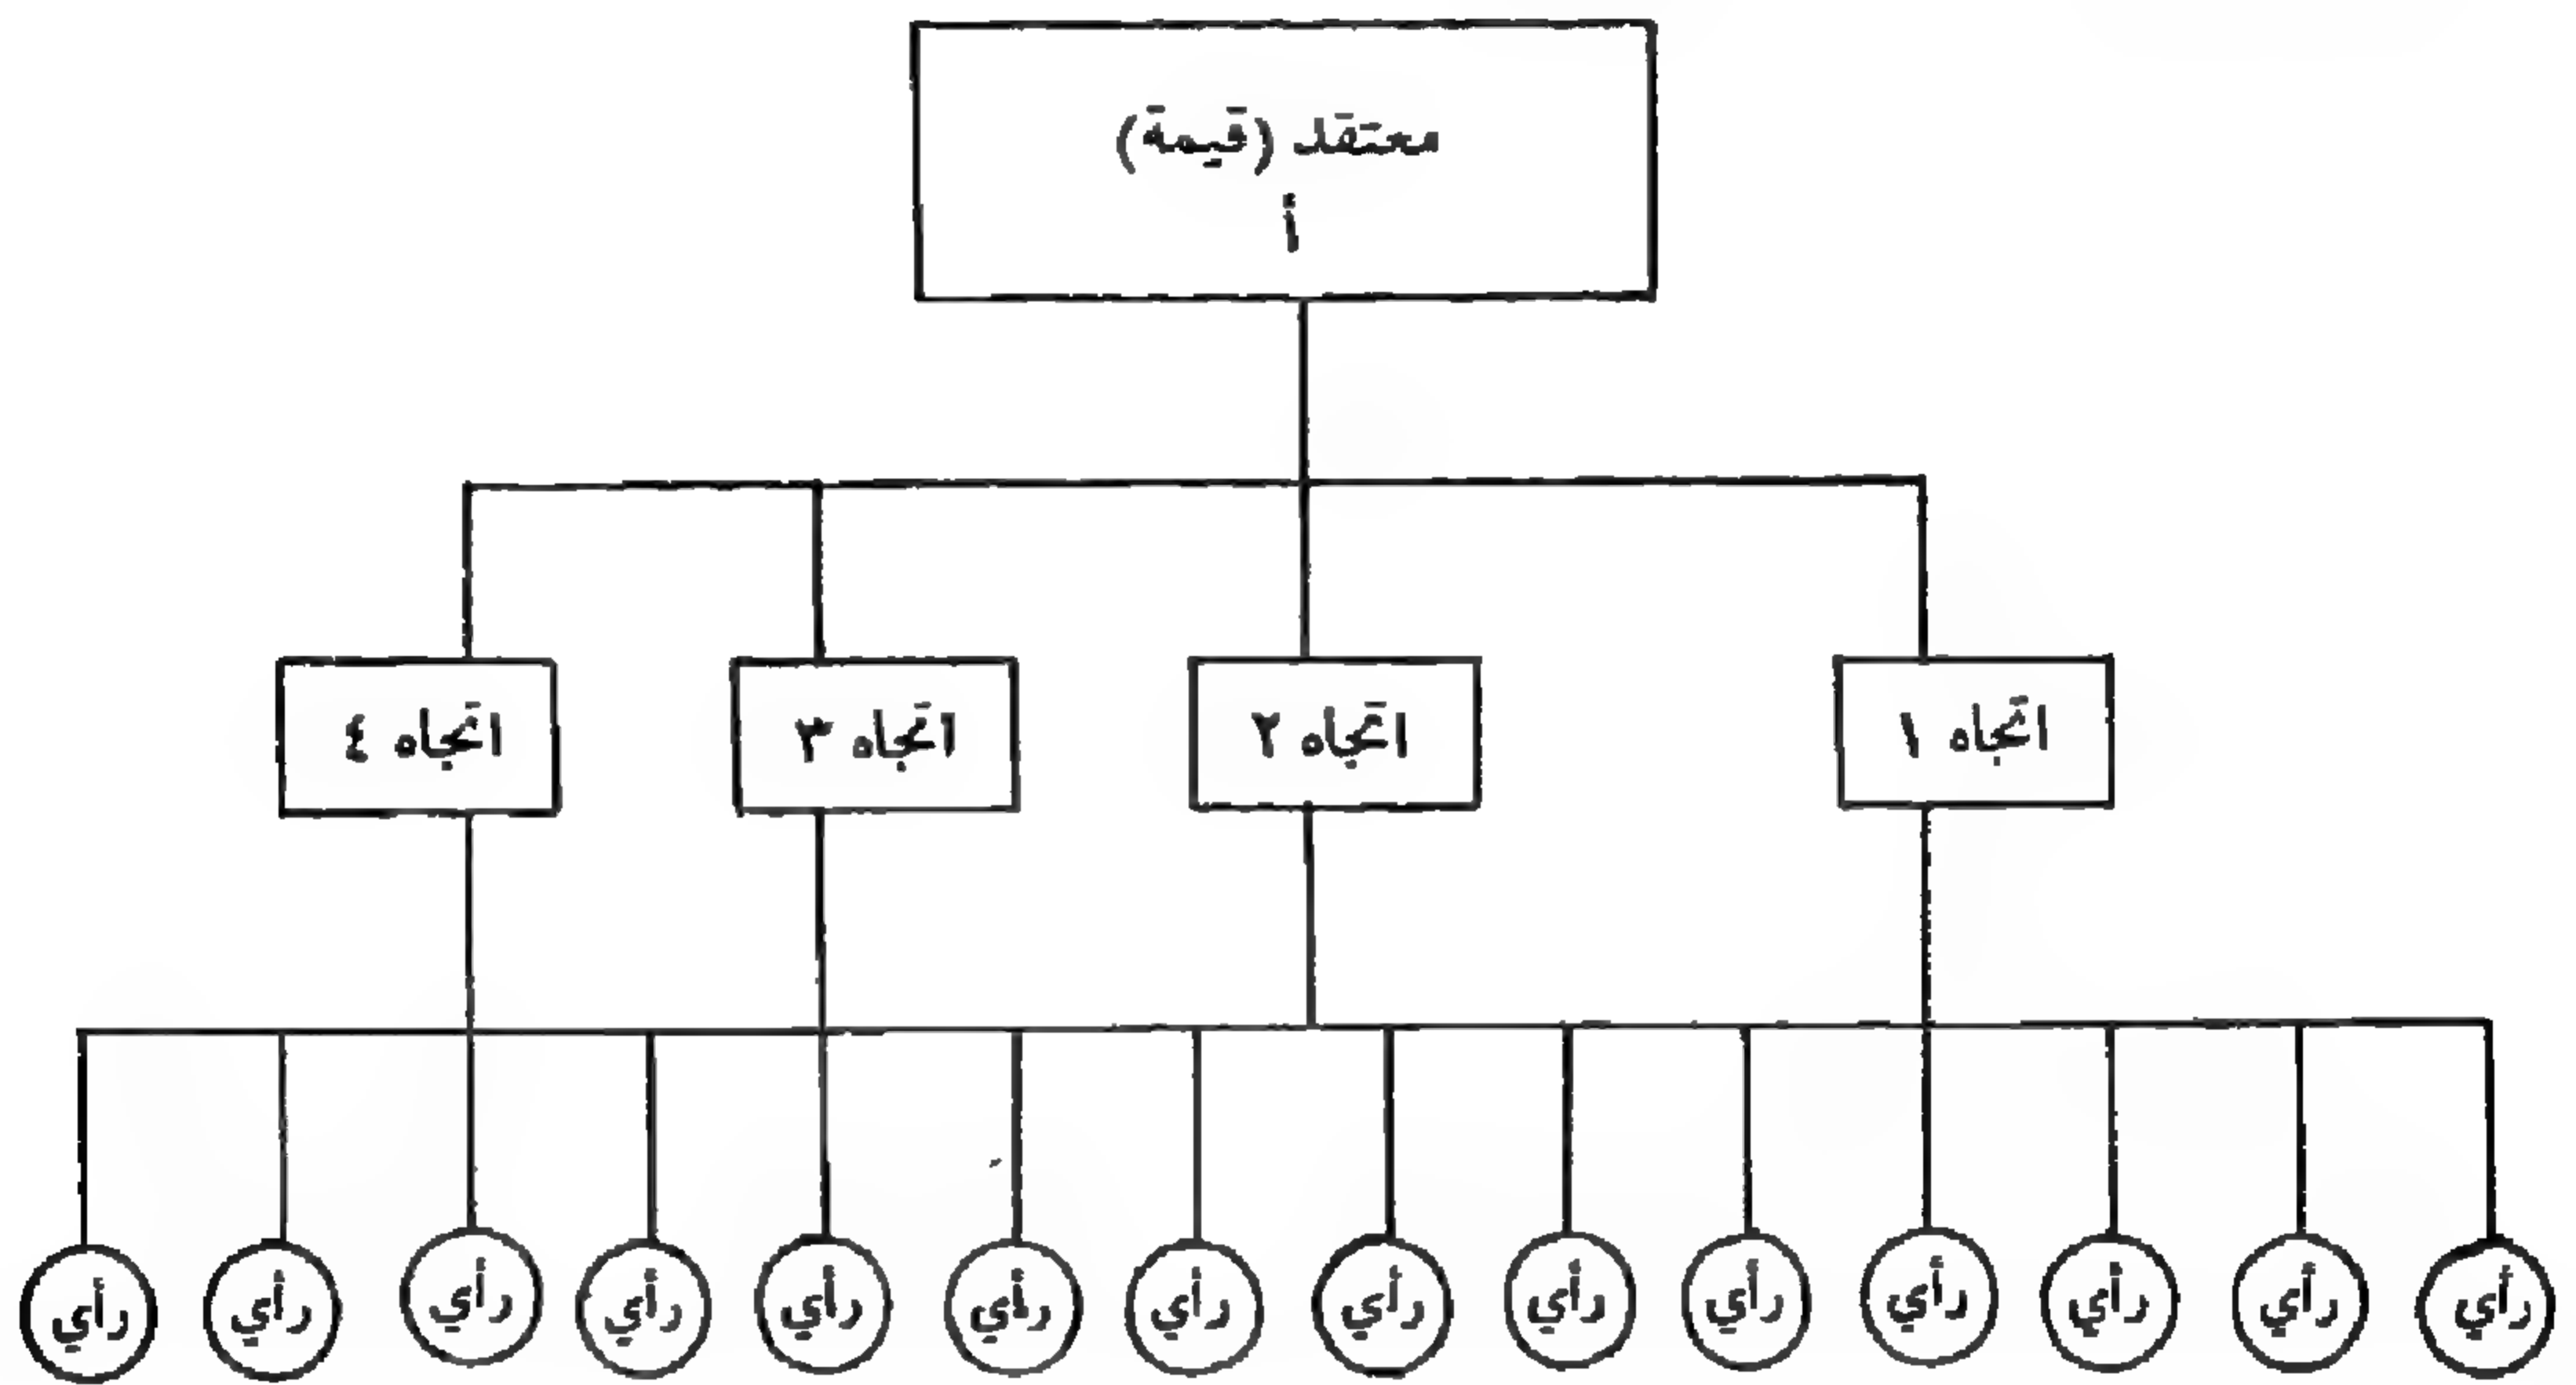 معتقد (قيمة)
أ
اتجاه ١
اتجاه ٢
اتجاه ٣
اتجاه ٤
رأي
رأي
رأي
رأي
رأي
رأي
رأي
رأي
رأي
رأي
رأي
رأي
رأي
رأي